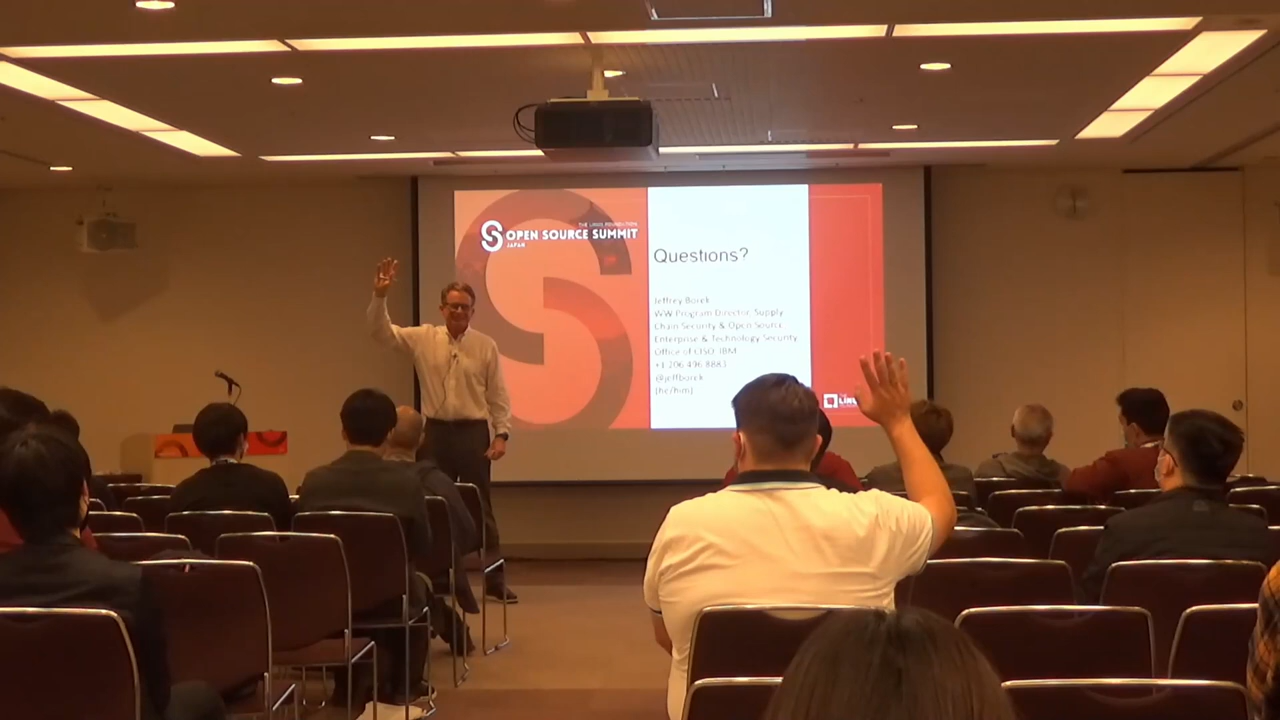 THE LINUX FOUNDATION
OPEN SOURCE SUMMIT
JAPAN
Questions?
Jeffrey Borek
WW Program Director, Supply
Chain Security & Open Source
Enterprise & Technology Security
Office of CISO, IBM
+1 206 496 8883
@jeffborek
(he/him)